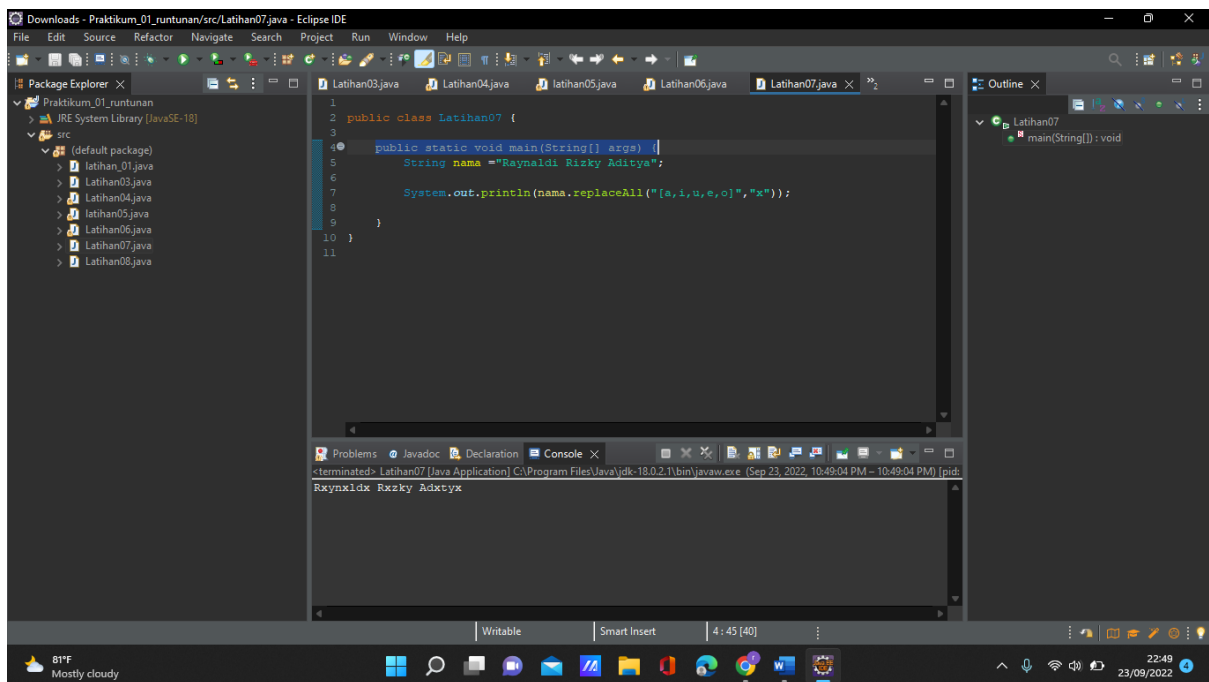 Downloads - Praktikum_01_runtunan/src/Latihan07.java - Eclipse IDE
File Edit Source Refactor Navigate Search Project Run Window Help
Package Explorer
Praktikum_01_runtunan
JRE System Library [JavaSE-18]
src
(default package)
latihan_01.java
Latihan03.java
Latihan04.java
latihan05.java
Latihan06.java
Latihan07.java
Latihan08.java
Latihan03.java Latihan04.java latihan05.java Latihan06.java Latihan07.java 2
1
2 public class Latihan07 {
3
4 public static void main(String[] args) {
5 String nama ="Raynaldi Rizky Aditya";
6
7 System.out.println(nama.replaceAll("[a,i,u,e,o]","x"));
8
9 }
10 }
11
Outline
Latihan07
main(String[]) : void
Problems Javadoc Declaration Console
<terminated> Latihan07 [Java Application] C:\Program Files\Java\jdk-18.0.2.1\bin\javaw.exe (Sep 23, 2022, 10:49:04 PM – 10:49:04 PM) [pid:
Rxynxldx Rxzky Adxtyx
Writable Smart Insert 4 : 45 [40]
81°F
Mostly cloudy
22:49
23/09/2022
4